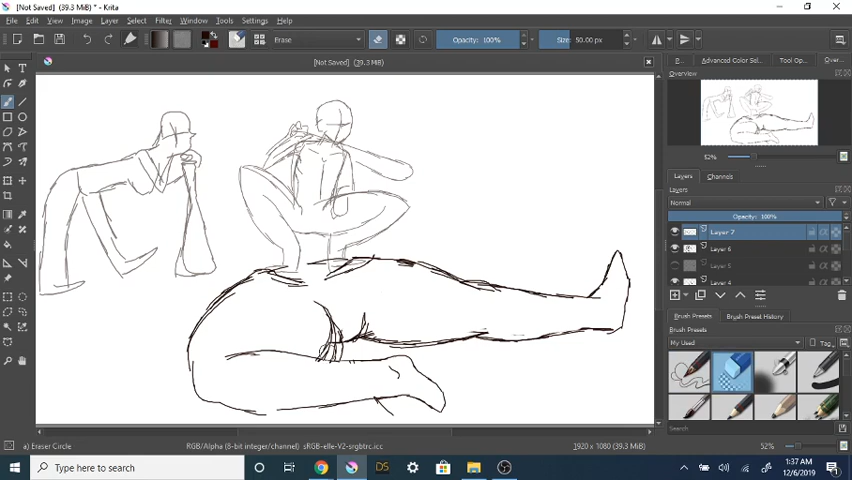 [Not Saved] (39.3 MiB) * - Krita
File Edit View Image Layer Select Filter Window Tools Settings Help
Erase Opacity: 100% Size: 50.00 px
[Not Saved] (39.3 MiB)
P... Advanced Color Sel... Tool Op... Over...
Overview
52%
Layers Channels
Layers
Normal
Opacity: 100%
Layer 7
Layer 6
Layer 5
Layer 4
Brush Presets Brush Preset History
Brush Presets
My Used Tag
Search
a) Eraser Circle RGB/Alpha (8-bit integer/channel) sRGB-elle-V2-srgbtrc.icc 1920 x 1080 (39.3 MiB) 52%
Type here to search DS 1:37 AM
12/6/2019